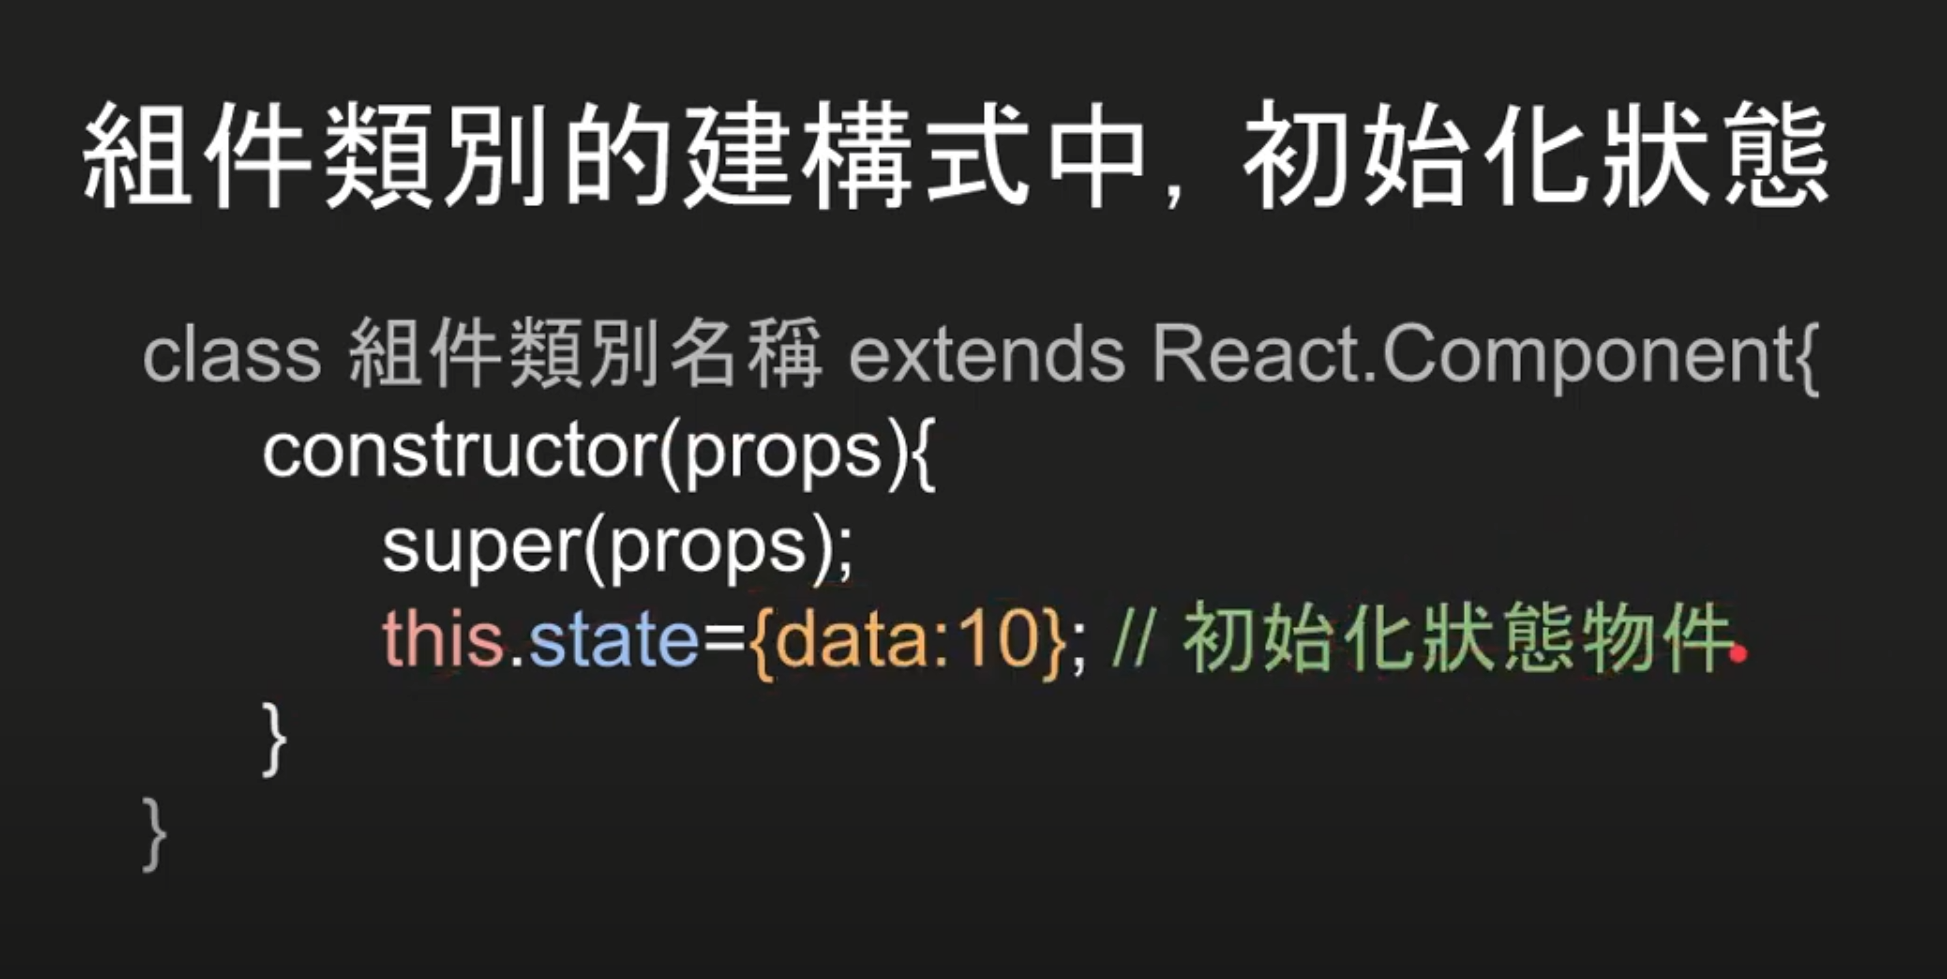 組件類別的建構式中, 初始化狀態
class 組件類別名稱 extends React.Component{
constructor(props){
super(props);
this.state={data:10}; // 初始化狀態物件
}
}